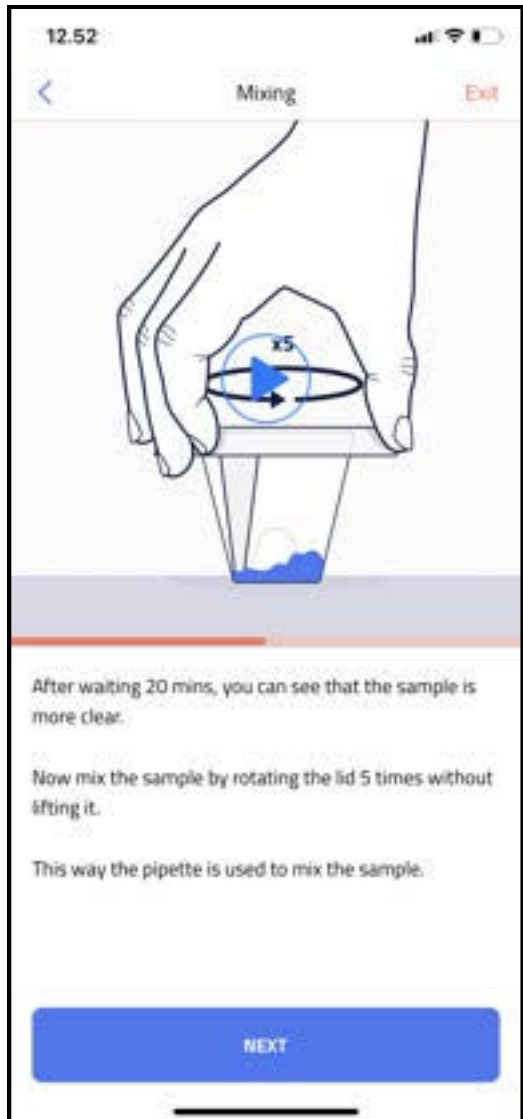 12.52
Mixing
Exit
x5
After waiting 20 mins, you can see that the sample is
more clear.
Now mix the sample by rotating the lid 5 times without
lifting it.
This way the pipette is used to mix the sample.
NEXT